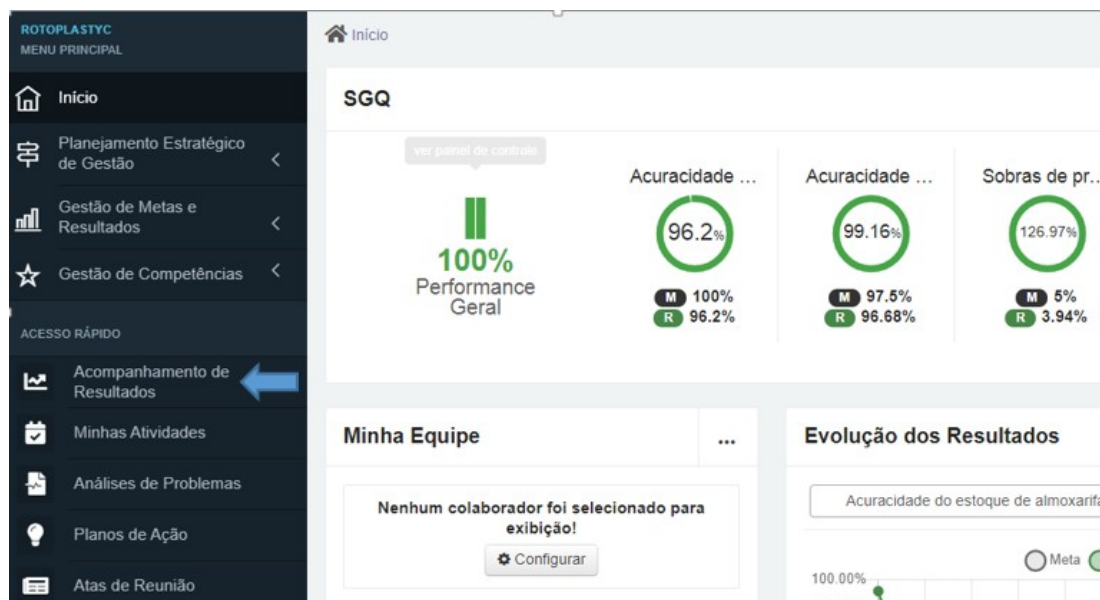 ROTOPLASTYC
MENU PRINCIPAL
Início
Planejamento Estratégico
de Gestão
Gestão de Metas e
Resultados
Gestão de Competências
ACESSO RÁPIDO
Acompanhamento de
Resultados
Minhas Atividades
Análises de Problemas
Planos de Ação
Atas de Reunião
Início
SGQ
ver painel de controle
100%
Performance
Geral
Acuracidade ...
96.2%
M 100%
R 96.2%
Acuracidade ...
99.16%
M 97.5%
R 96.68%
Sobras de pr...
126.97%
M 5%
R 3.94%
Minha Equipe
...
Nenhum colaborador foi selecionado para
exibição!
Configurar
Evolução dos Resultados
Acuracidade do estoque de almoxarifa
Meta
100.00%